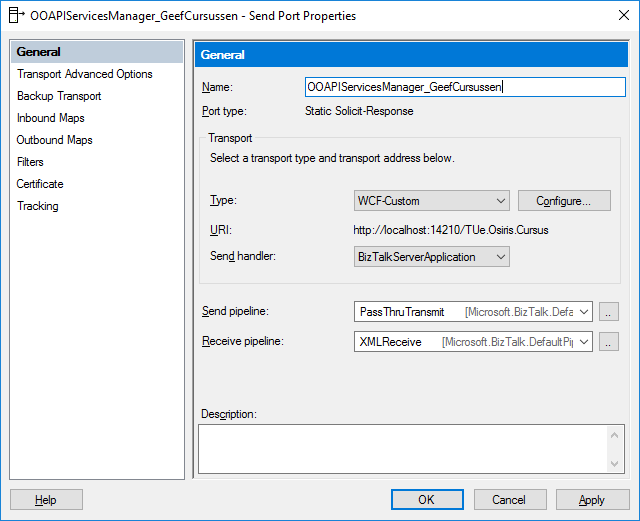 OOAPIServicesManager_GeefCursussen - Send Port Properties
General
Transport Advanced Options
Backup Transport
Inbound Maps
Outbound Maps
Filters
Certificate
Tracking
General
Name: OOAPIServicesManager_GeefCursussen
Port type: Static Solicit-Response
Transport
Select a transport type and transport address below.
Type: WCF-Custom Configure...
URI: http://localhost:14210/TUe.Osiris.Cursus
Send handler: BizTalkServerApplication
Send pipeline: PassThruTransmit [Microsoft.BizTalk.Defa ..
Receive pipeline: XMLReceive [Microsoft.BizTalk.DefaultPip ..
Description:
Help OK Cancel Apply